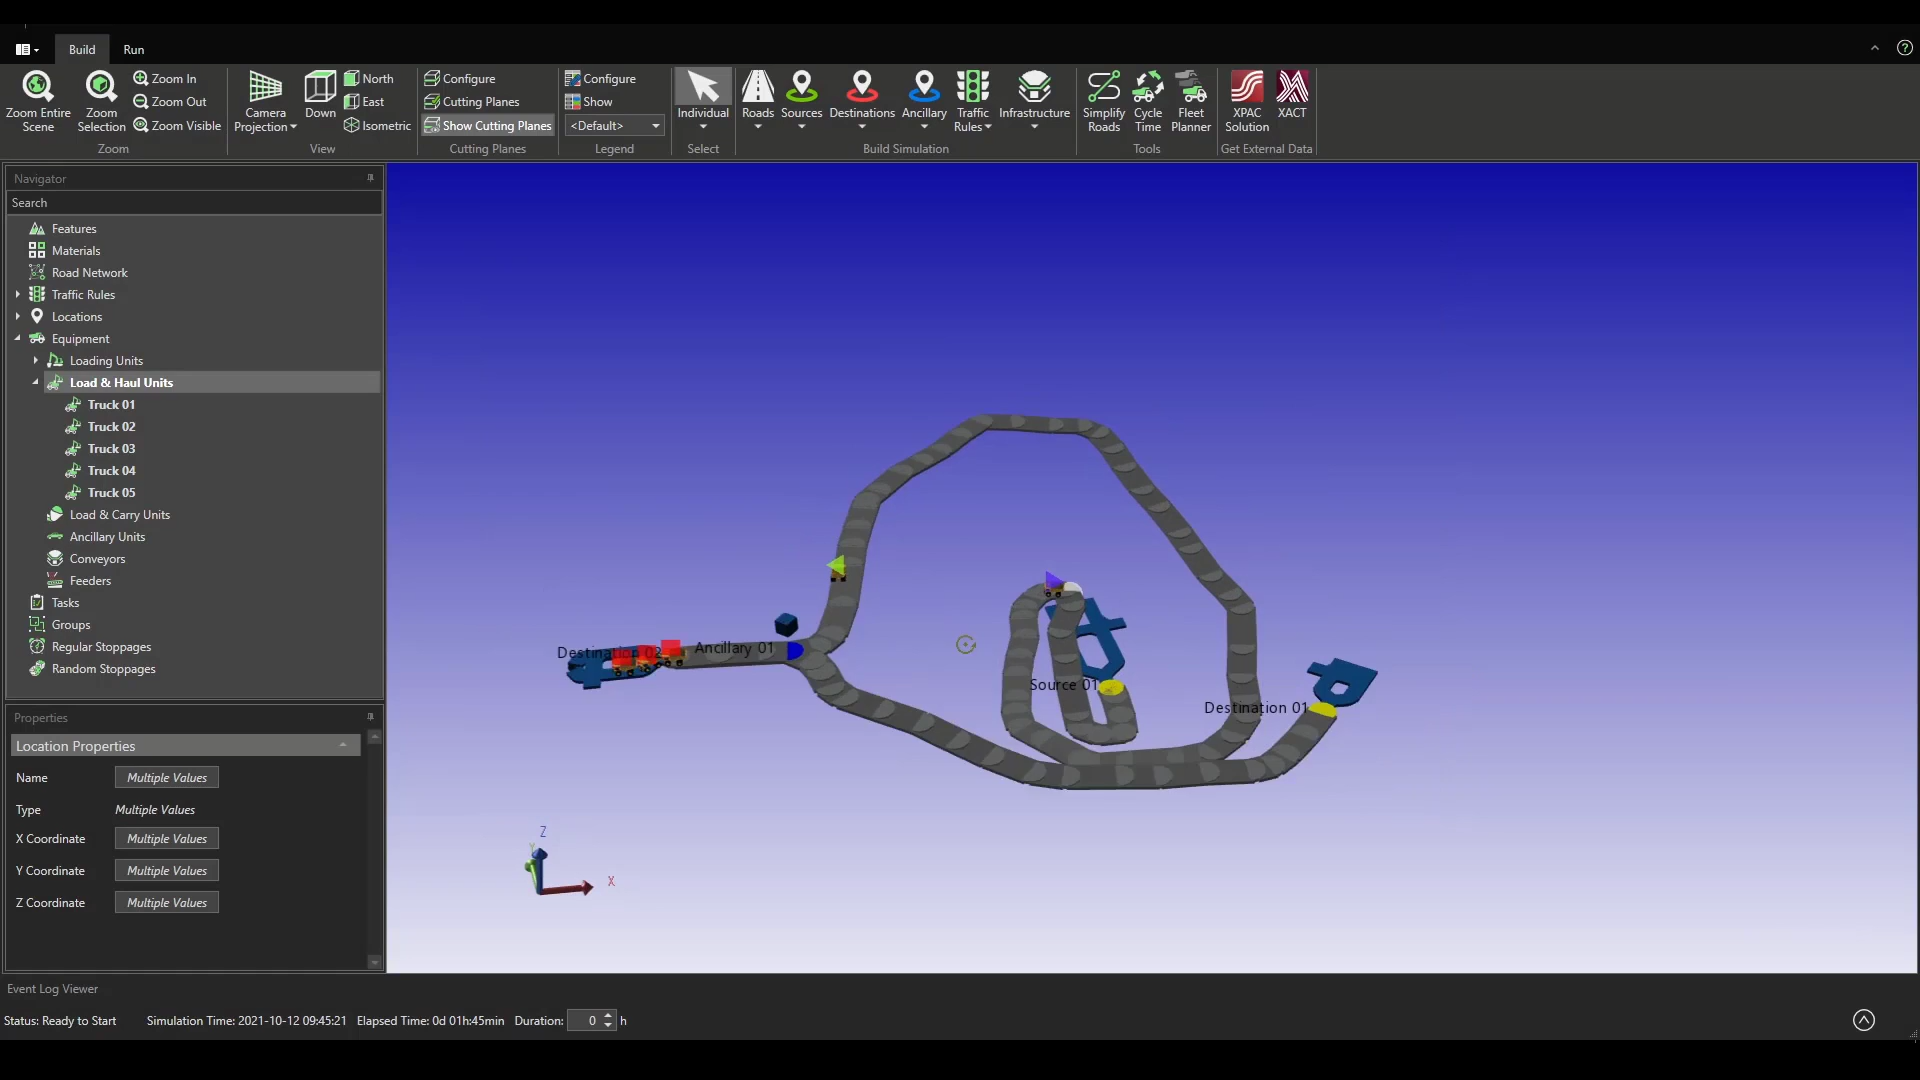 Build
Run
Zoom Entire Scene
Zoom Selection
Zoom In
Zoom Out
Zoom Visible
Zoom
Camera Projection
Down
North
East
Isometric
View
Configure
Cutting Planes
Show Cutting Planes
Cutting Planes
Configure
Show
<Default>
Legend
Individual
Select
Roads
Sources
Destinations
Ancillary
Traffic Rules
Infrastructure
Build Simulation
Simplify Roads
Cycle Time
Fleet Planner
Tools
XPAC Solution
XACT
Get External Data
Navigator
Search
Features
Materials
Road Network
Traffic Rules
Locations
Equipment
Loading Units
Load & Haul Units
Truck 01
Truck 02
Truck 03
Truck 04
Truck 05
Load & Carry Units
Ancillary Units
Conveyors
Feeders
Tasks
Groups
Regular Stoppages
Random Stoppages
Destination 02
Ancillary 01
Source 01
Destination 01
Z
Y
X
Properties
Location Properties
Name Multiple Values
Type Multiple Values
X Coordinate Multiple Values
Y Coordinate Multiple Values
Z Coordinate Multiple Values
Event Log Viewer
Status: Ready to Start Simulation Time: 2021-10-12 09:45:21 Elapsed Time: 0d 01h:45min Duration: 0 h